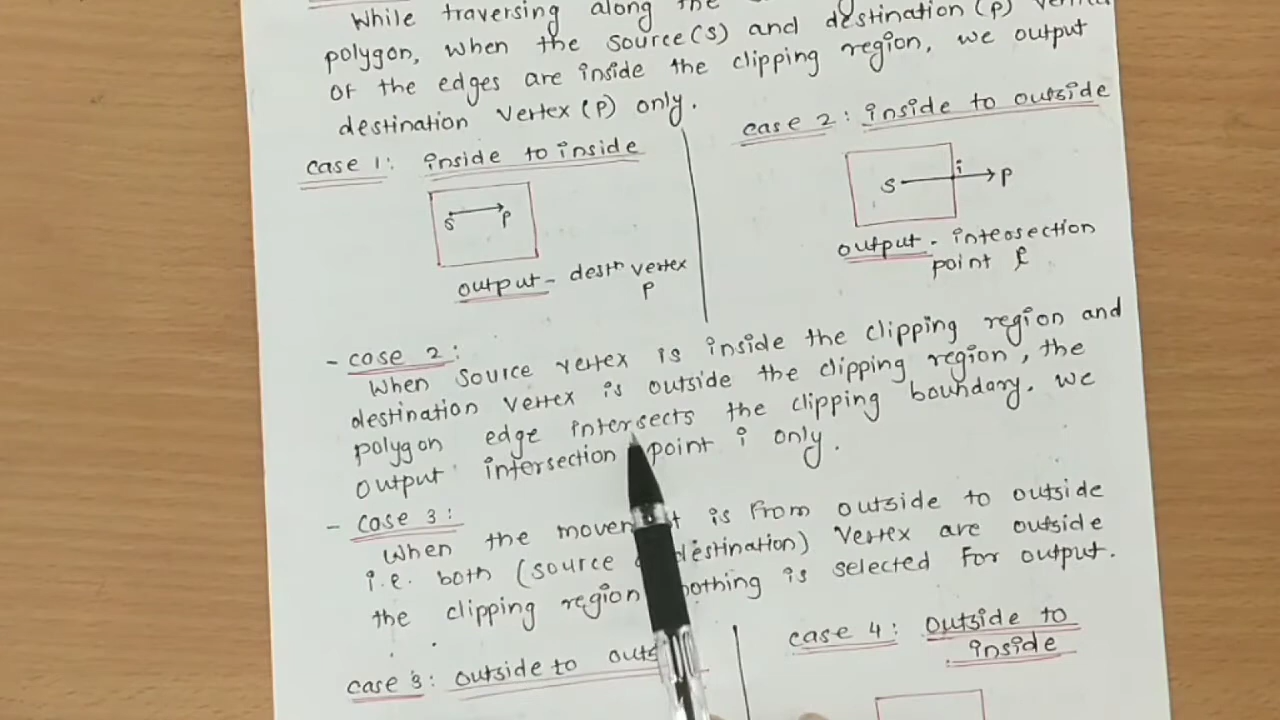 While traversing along the
polygon, when the source(s) and destination (p)
of the edges are inside the clipping region, we output
destination vertex (p) only.
case 1: inside to inside
S P
output - destn vertex
P
case 2: inside to outside
S i P
output - intersection
point i
- case 2:
When source vertex is inside the clipping region and
destination vertex is outside the clipping region, the
polygon edge intersects the clipping boundary. we
output intersection point i only.
- case 3:
When the is from outside to outside
i.e. both (source destination) vertex are outside
the clipping region nothing is selected for output.
case 3: outside to
case 4: outside to
inside